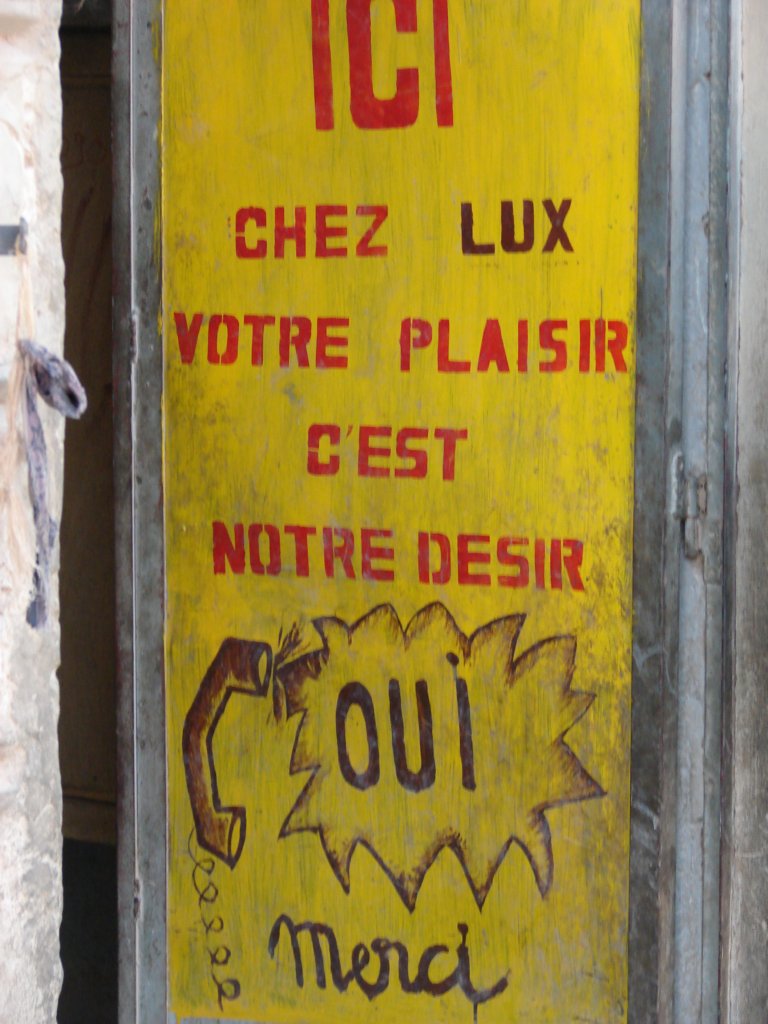 ICI
CHEZ LUX
VOTRE PLAISIR
C'EST
NOTRE DESIR
OUi
Merci